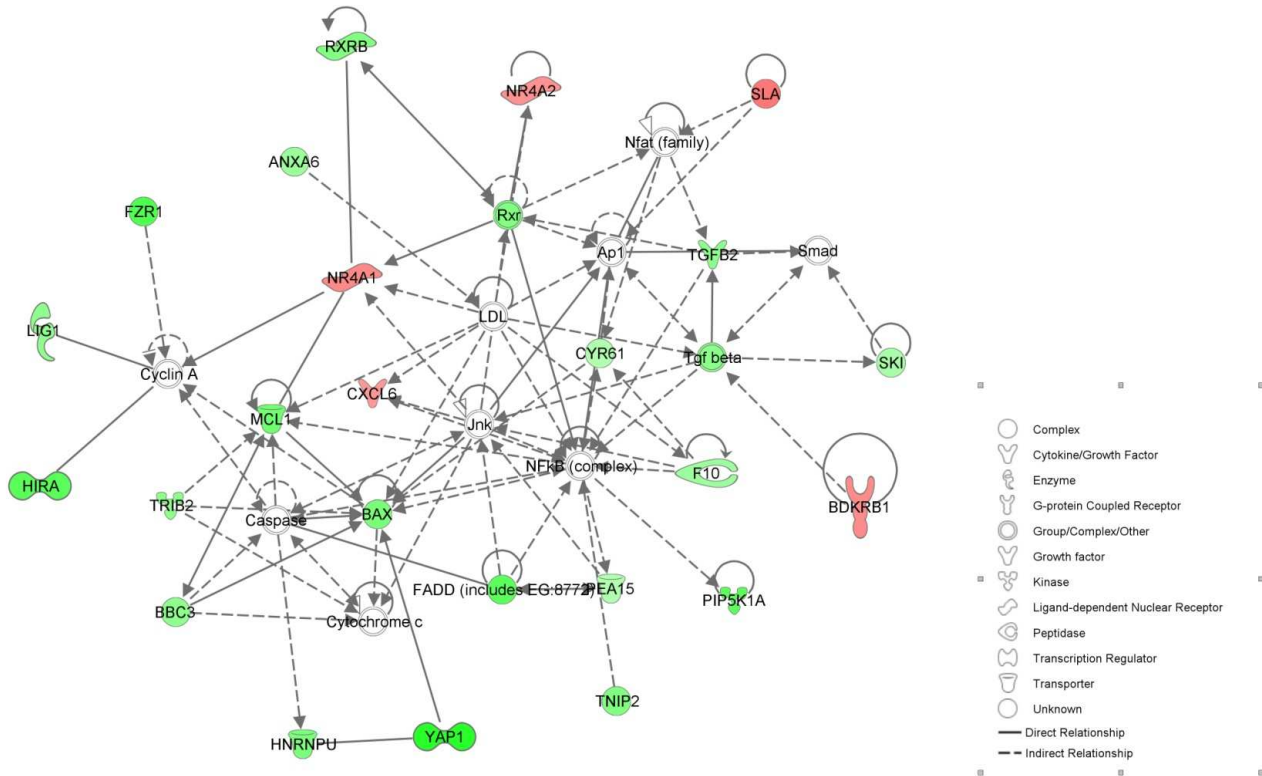 RXRB
NR4A2
SLA
Nfat (family)
ANXA6
FZR1
Rxr
Ap1
TGFB2
Smad
NR4A1
LIG1
LDL
CYR61
Tgf beta
SKI
Cyclin A
CXCL6
MCL1
Jnk
NFkB (complex)
F10
HIRA
TRIB2
Caspase
BAX
BDKRB1
FADD (includes EG:8772)
PEA15
PIP5K1A
BBC3
Cytochrome c
TNIP2
HNRNPU
YAP1
Complex
Cytokine/Growth Factor
Enzyme
G-protein Coupled Receptor
Group/Complex/Other
Growth factor
Kinase
Ligand-dependent Nuclear Receptor
Peptidase
Transcription Regulator
Transporter
Unknown
Direct Relationship
Indirect Relationship